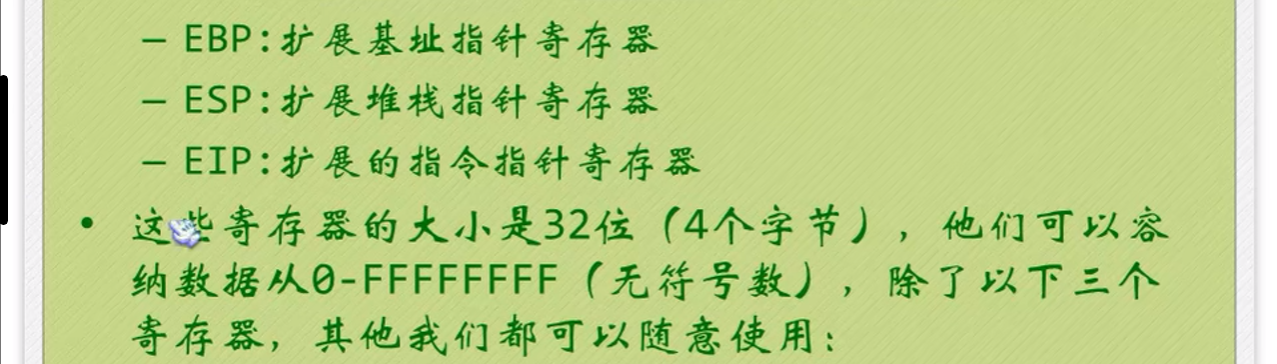 – EBP:扩展基址指针寄存器
– ESP:扩展堆栈指针寄存器
– EIP:扩展的指令指针寄存器
• 这些寄存器的大小是32位（4个字节），他们可以容
纳数据从0-FFFFFFFF（无符号数），除了以下三个
寄存器，其他我们都可以随意使用：